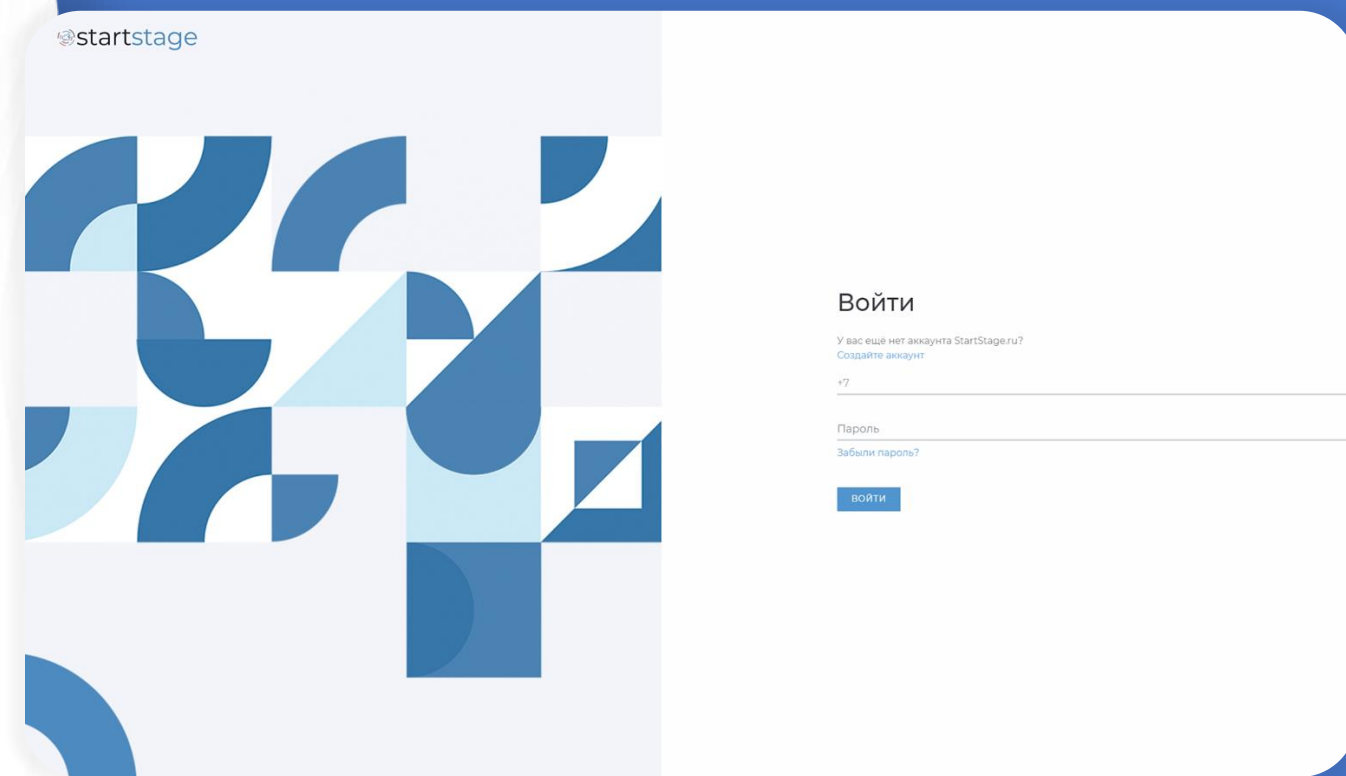 startstage
Войти
У вас ещё нет аккаунта StartStage.ru?
Создайте аккаунт
+7
Пароль
Забыли пароль?
ВОЙТИ